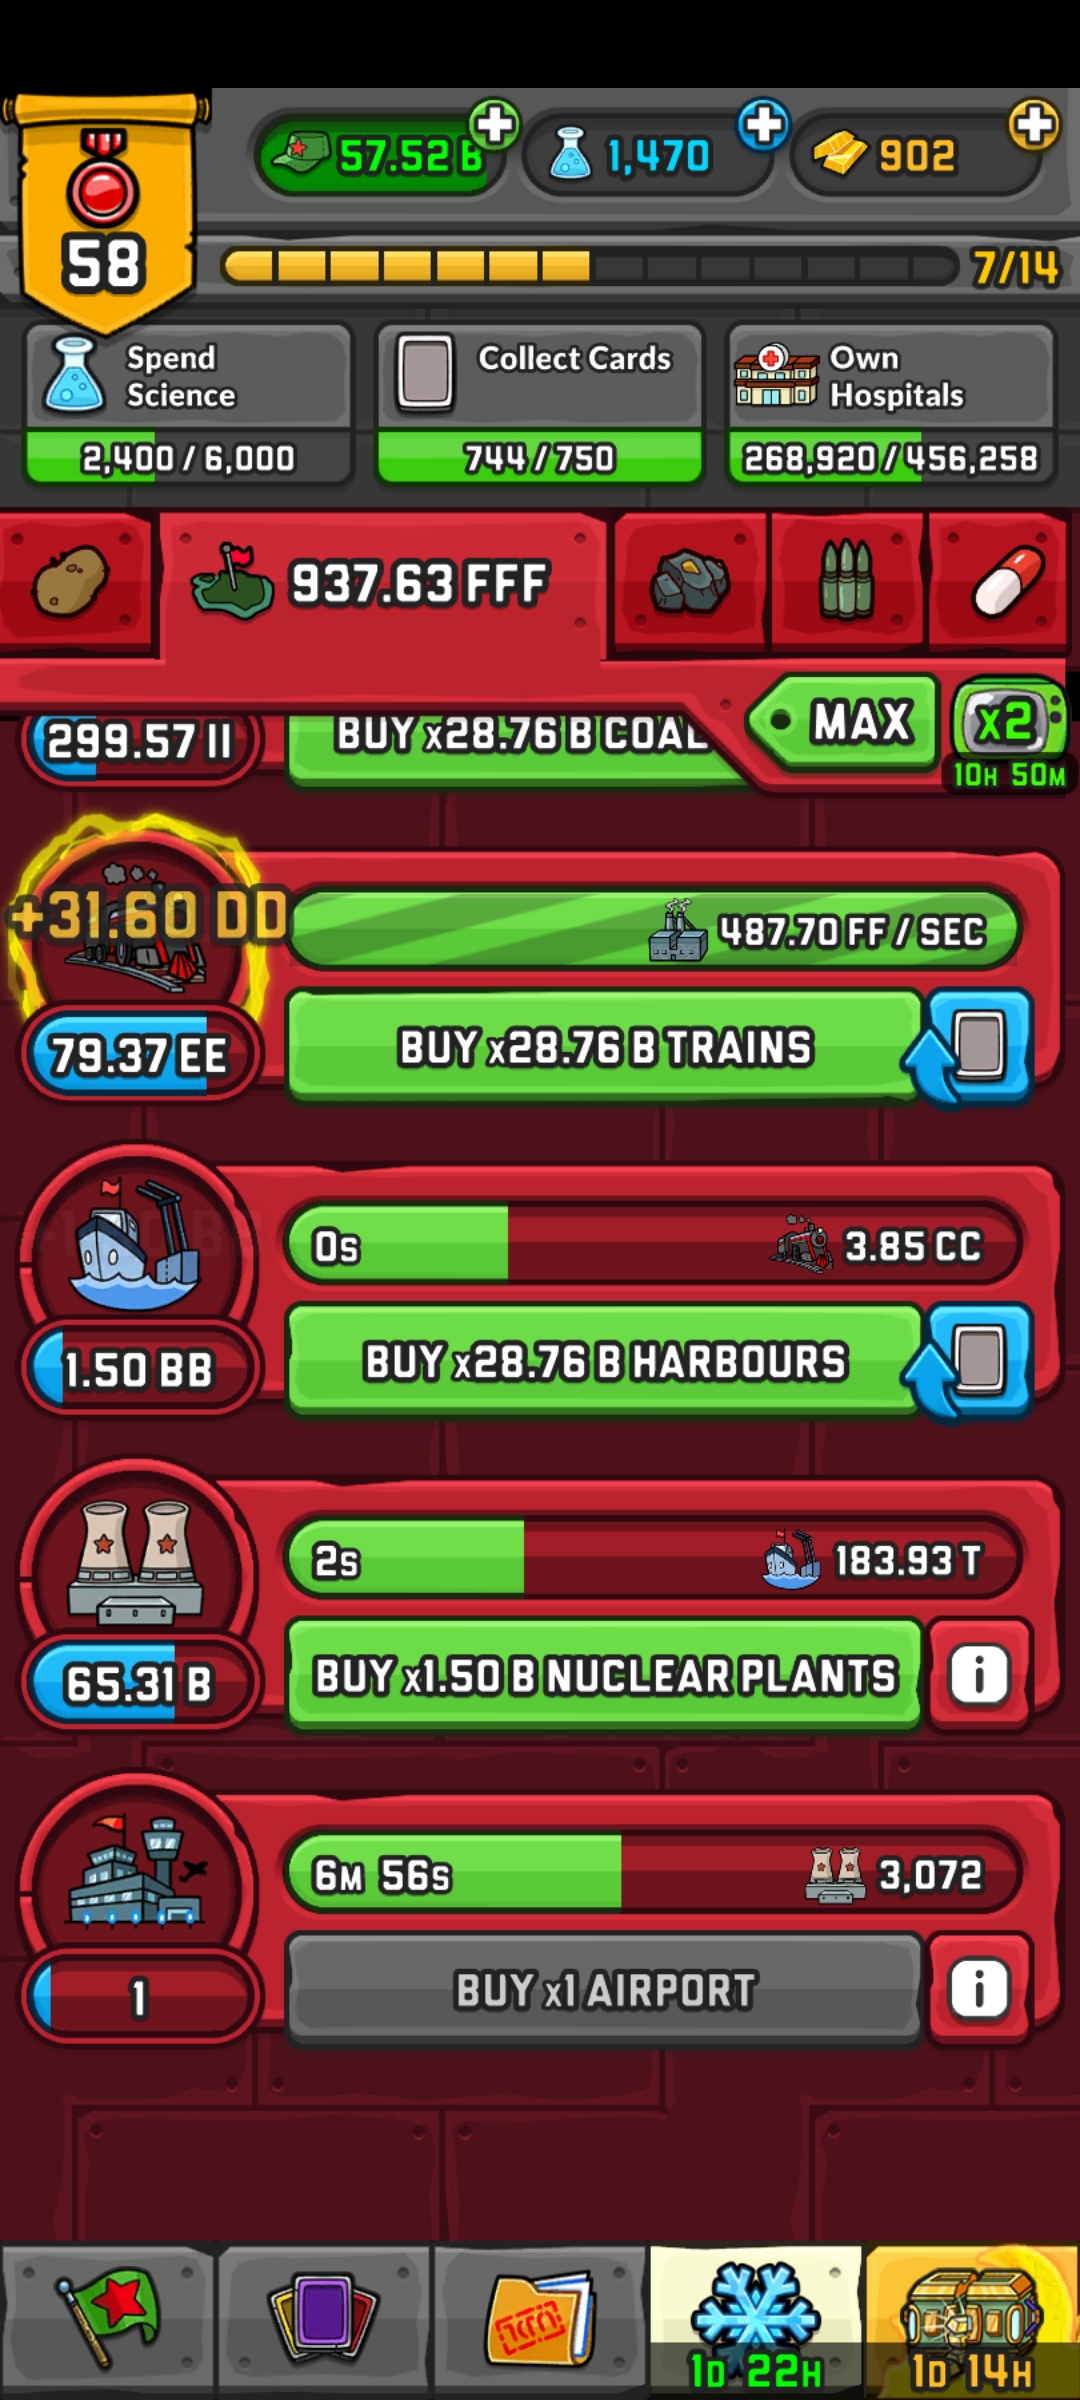 58
57.52 B
1,470
902
7/14
Spend
Science
2,400 / 6,000
Collect Cards
744 / 750
Own
Hospitals
268,920 / 456,258
937.63 FFF
299.57 II
BUY x28.76 B COAL
MAX
x2
10H 50M
+31.60 DD
487.70 FF / SEC
79.37 EE
BUY x28.76 B TRAINS
0S
3.85 CC
1.50 BB
BUY x28.76 B HARBOURS
2S
183.93 T
65.31 B
BUY x1.50 B NUCLEAR PLANTS
i
6M 56S
3,072
1
BUY x1 AIRPORT
i
1D 22H
1D 14H